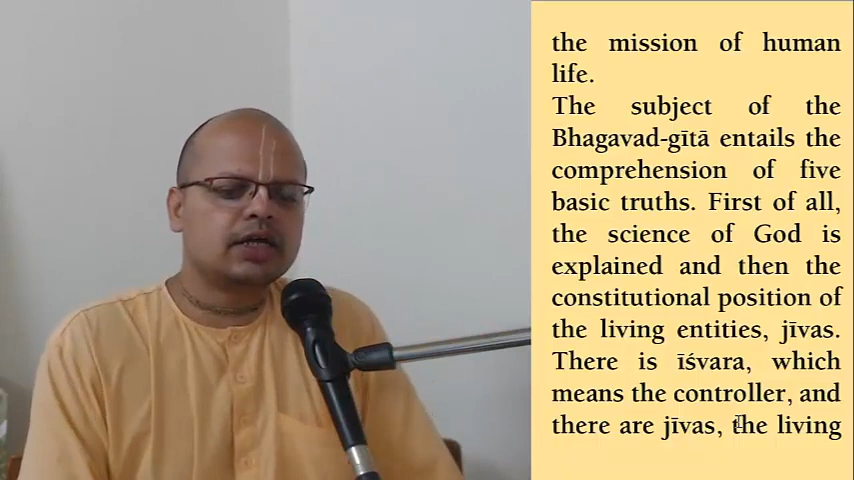 the mission of human
life.
The subject of the
Bhagavad-gītā entails the
comprehension of five
basic truths. First of all,
the science of God is
explained and then the
constitutional position of
the living entities, jīvas.
There is īśvara, which
means the controller, and
there are jīvas, the living